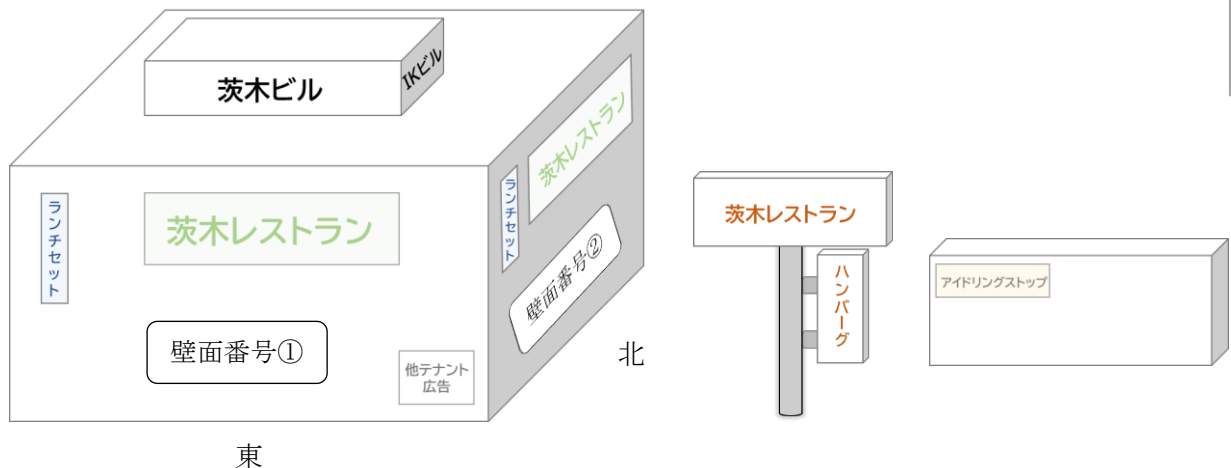 茨木ビル
IKビル
ランチセット
茨木レストラン
壁面番号①
他テナント
広告
東
ランチセット
茨木レストラン
壁面番号②
北
茨木レストラン
ハンバーグ
アイドリングストップ